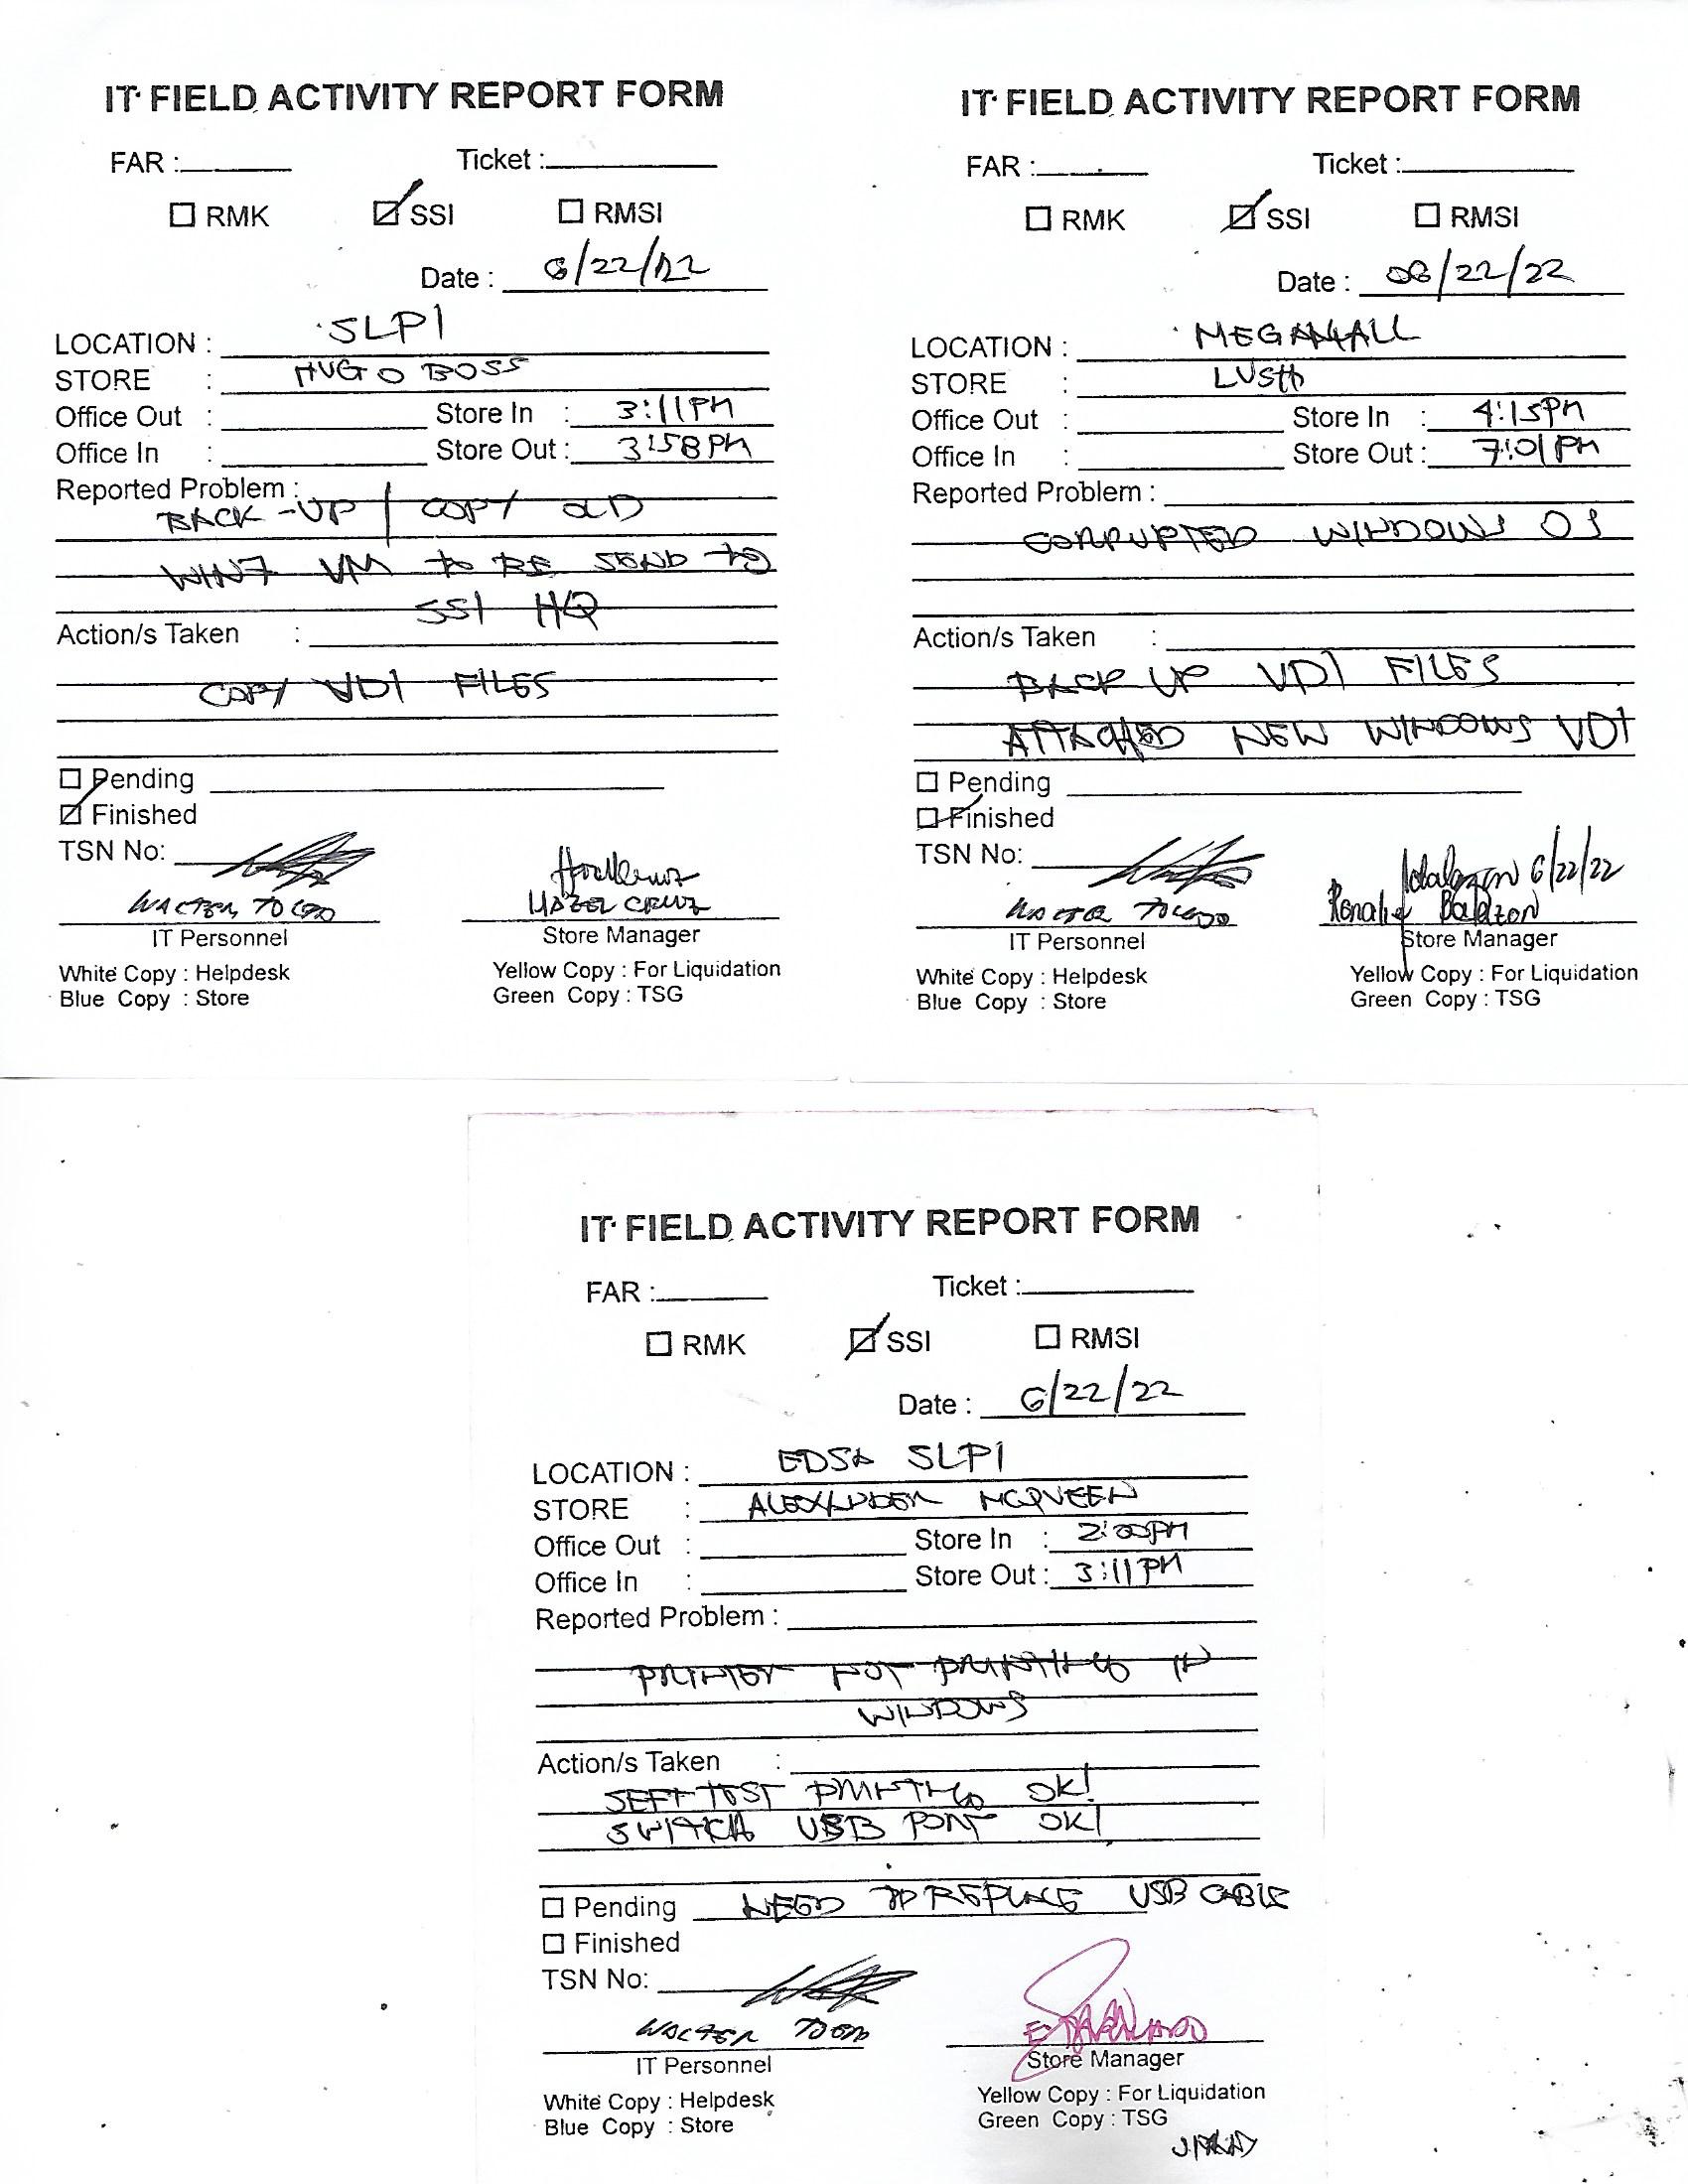 IT FIELD ACTIVITY REPORT FORM
FAR : Ticket :
RMK SSI RMSI
Date : 6/22/22
LOCATION : SLPI
STORE : HUGO BOSS
Office Out : Store In : 3:11PM
Office In : Store Out : 3:58PM
Reported Problem :
BACK-UP / COPY OLD
WIN7 VM to BE SEND to
SSI HQ
Action/s Taken :
COPY VDI FILES
Pending
Finished
TSN No:
WALTER TOLEDO HAZEL CRUZ
IT Personnel Store Manager
White Copy : Helpdesk Yellow Copy : For Liquidation
Blue Copy : Store Green Copy : TSG
IT FIELD ACTIVITY REPORT FORM
FAR : Ticket :
RMK SSI RMSI
Date : 06/22/22
LOCATION : MEGAMALL
STORE : LUSH
Office Out : Store In : 4:15PM
Office In : Store Out : 7:01PM
Reported Problem :
CORRUPTED WINDOWS OS
Action/s Taken :
BACK UP VDI FILES
ATTACHED NEW WINDOWS VDI
Pending
Finished
TSN No: 6/22/22
WALTER TOLEDO
IT Personnel Store Manager
White Copy : Helpdesk Yellow Copy : For Liquidation
Blue Copy : Store Green Copy : TSG
IT FIELD ACTIVITY REPORT FORM
FAR : Ticket :
RMK SSI RMSI
Date : 6/22/22
LOCATION : EDSA SLPI
STORE : ALEXANDER MCQUEEN
Office Out : Store In : 2:00PM
Office In : Store Out : 3:11PM
Reported Problem :
PRINTER NOT PRINTING IN
WINDOWS
Action/s Taken :
SEFT TEST PRINTING OK!
SWITCH USB PORT OK!
Pending NEED TO REPLACE USB CABLE
Finished
TSN No:
WALTER TOLEDO
IT Personnel Store Manager
White Copy : Helpdesk Yellow Copy : For Liquidation
Blue Copy : Store Green Copy : TSG